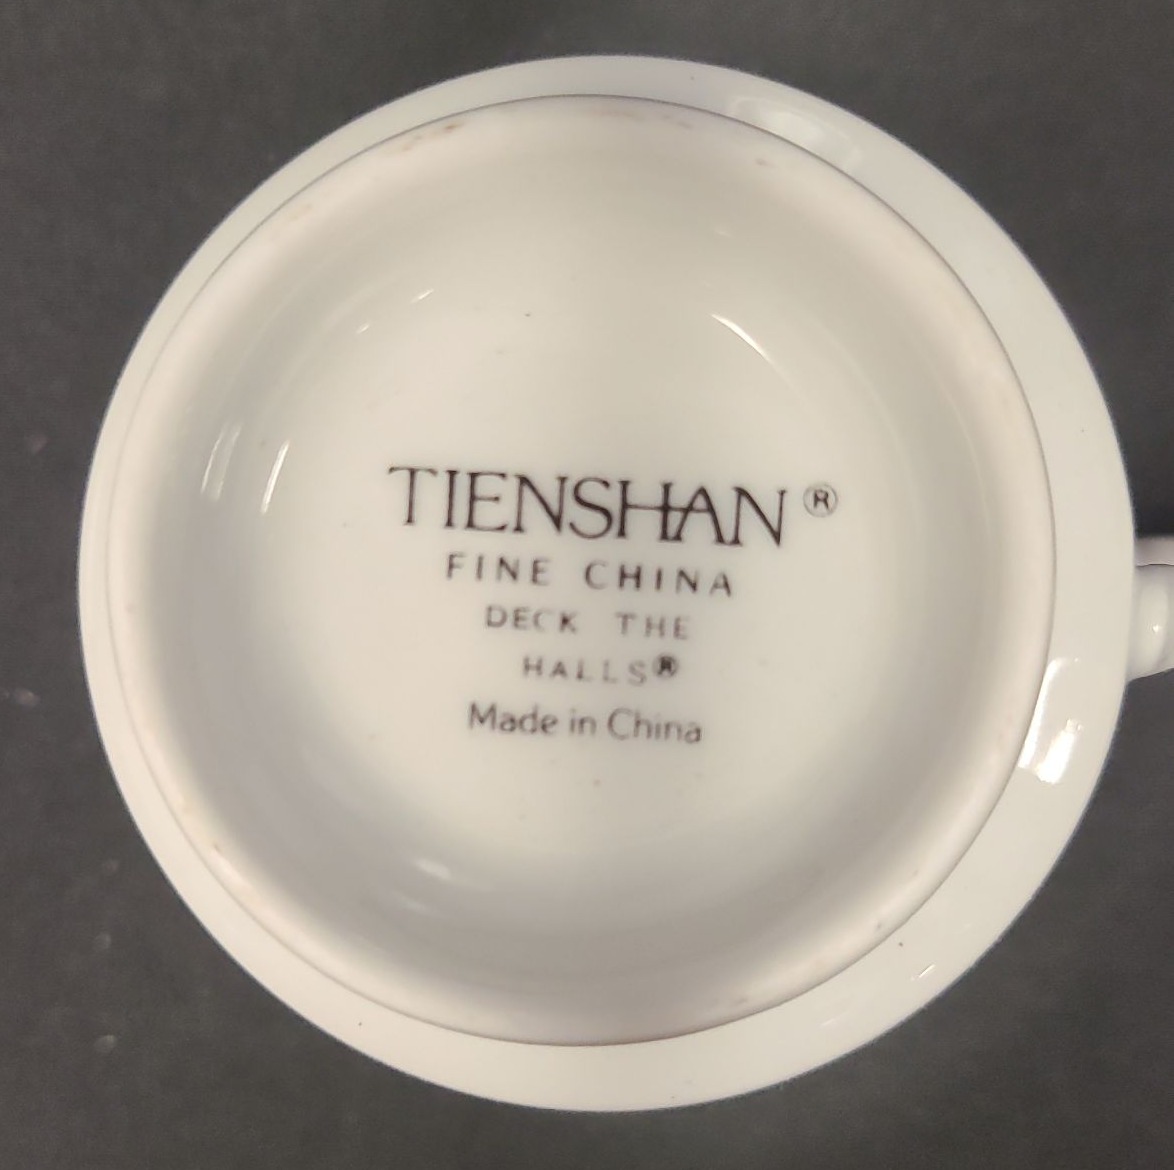 TIENSHAN®
FINE CHINA
DECK THE
HALLS®
Made in China